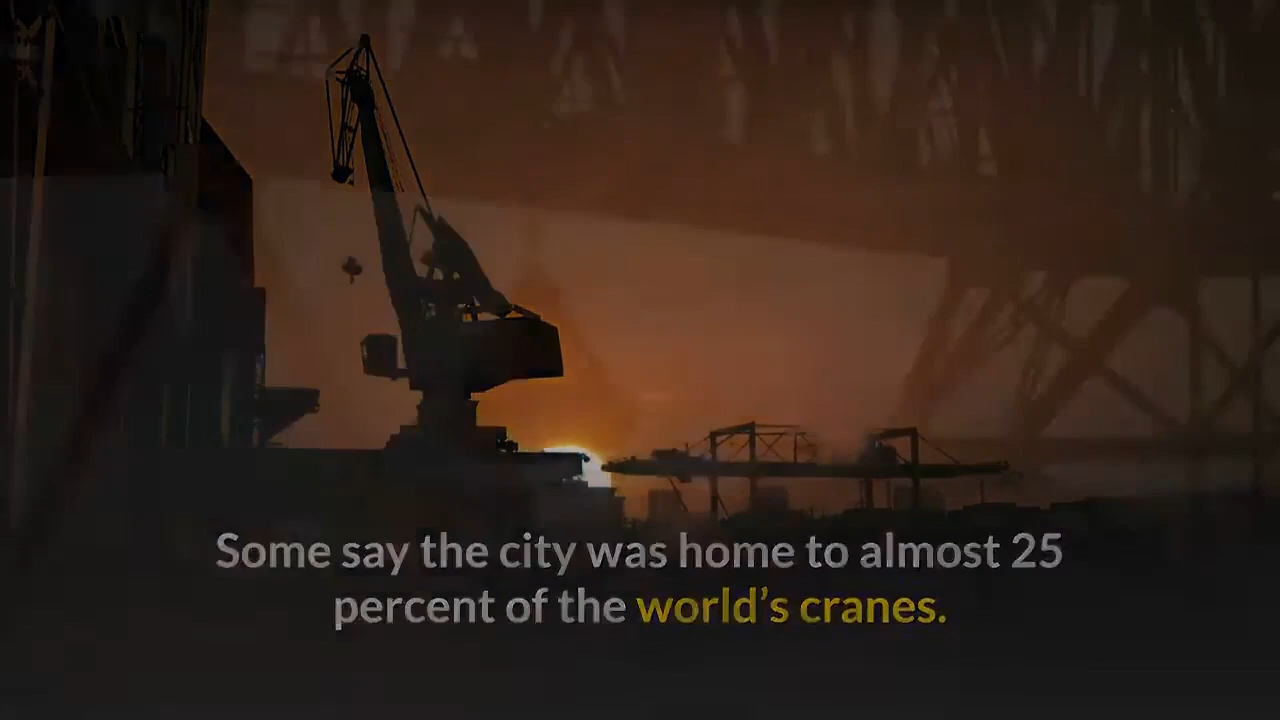 Some say the city was home to almost 25
percent of the world’s cranes.